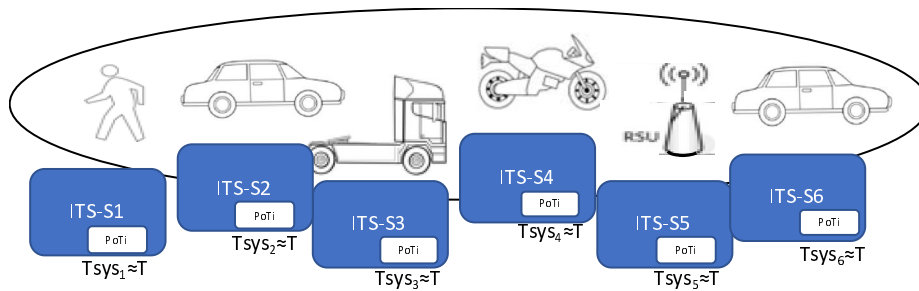 RSU
ITS-S1
PoTi
Tsys₁≈T
ITS-S2
PoTi
Tsys₂≈T
ITS-S3
PoTi
Tsys₃≈T
ITS-S4
PoTi
Tsys₄≈T
ITS-S5
PoTi
Tsys₅≈T
ITS-S6
PoTi
Tsys₆≈T